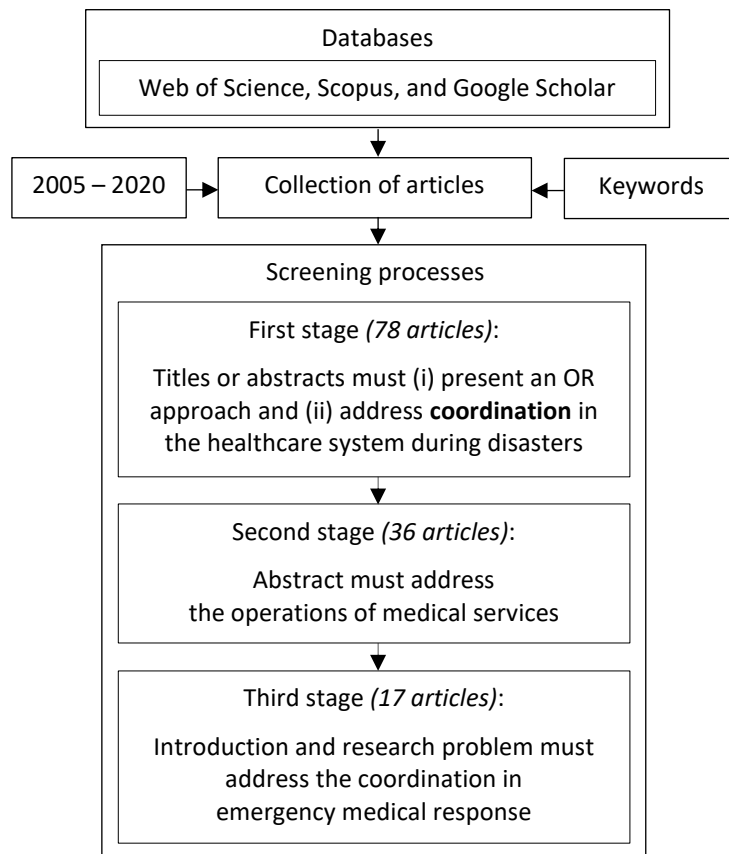 Databases
Web of Science, Scopus, and Google Scholar
2005 – 2020
Collection of articles
Keywords
Screening processes
First stage (78 articles):
Titles or abstracts must (i) present an OR
approach and (ii) address coordination in
the healthcare system during disasters
Second stage (36 articles):
Abstract must address
the operations of medical services
Third stage (17 articles):
Introduction and research problem must
address the coordination in
emergency medical response